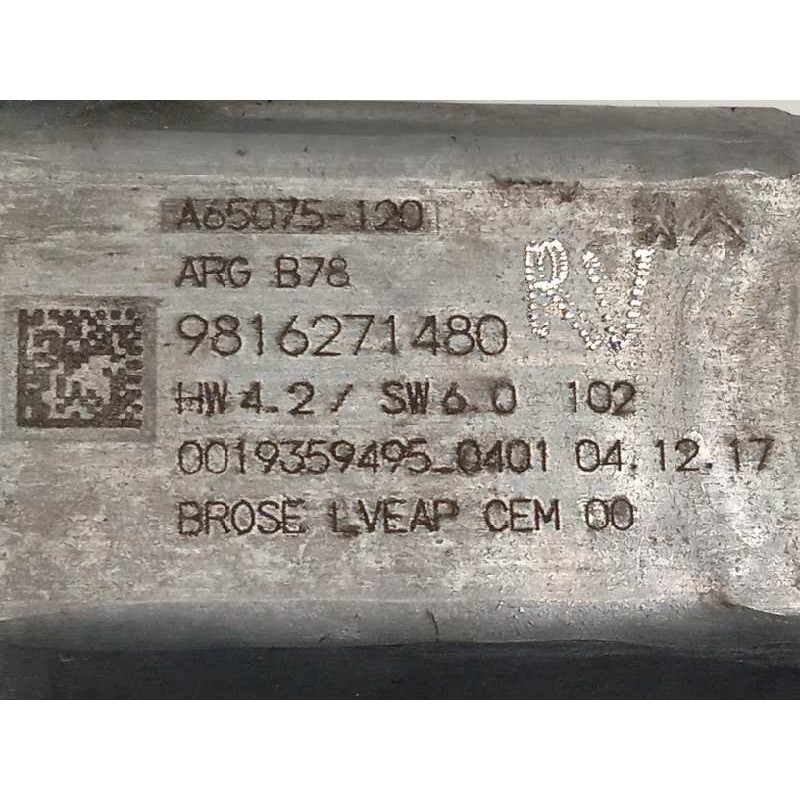 A65075-120
ARG B78
RW
9816271480
HW 4.2 / SW 6.0 102
0019359495_0401 04.12.17
BROSE LVEAP CEM 00